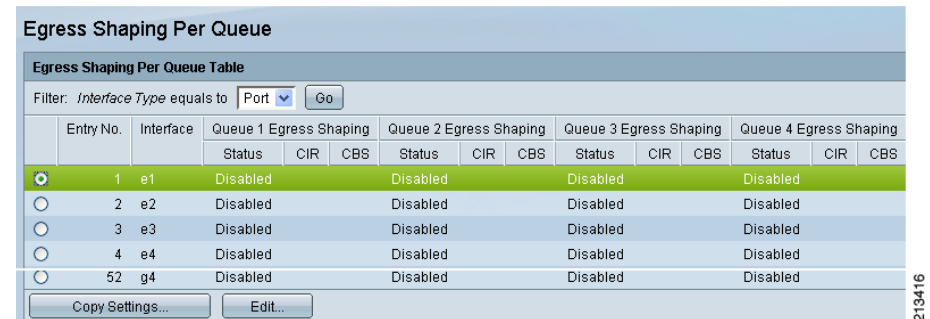 Egress Shaping Per Queue
Egress Shaping Per Queue Table
Filter: Interface Type equals to Port Go
Entry No. Interface Queue 1 Egress Shaping Queue 2 Egress Shaping Queue 3 Egress Shaping Queue 4 Egress Shaping
Status CIR CBS Status CIR CBS Status CIR CBS Status CIR CBS
1 e1 Disabled Disabled Disabled Disabled
2 e2 Disabled Disabled Disabled Disabled
3 e3 Disabled Disabled Disabled Disabled
4 e4 Disabled Disabled Disabled Disabled
52 g4 Disabled Disabled Disabled Disabled
Copy Settings... Edit...
213416